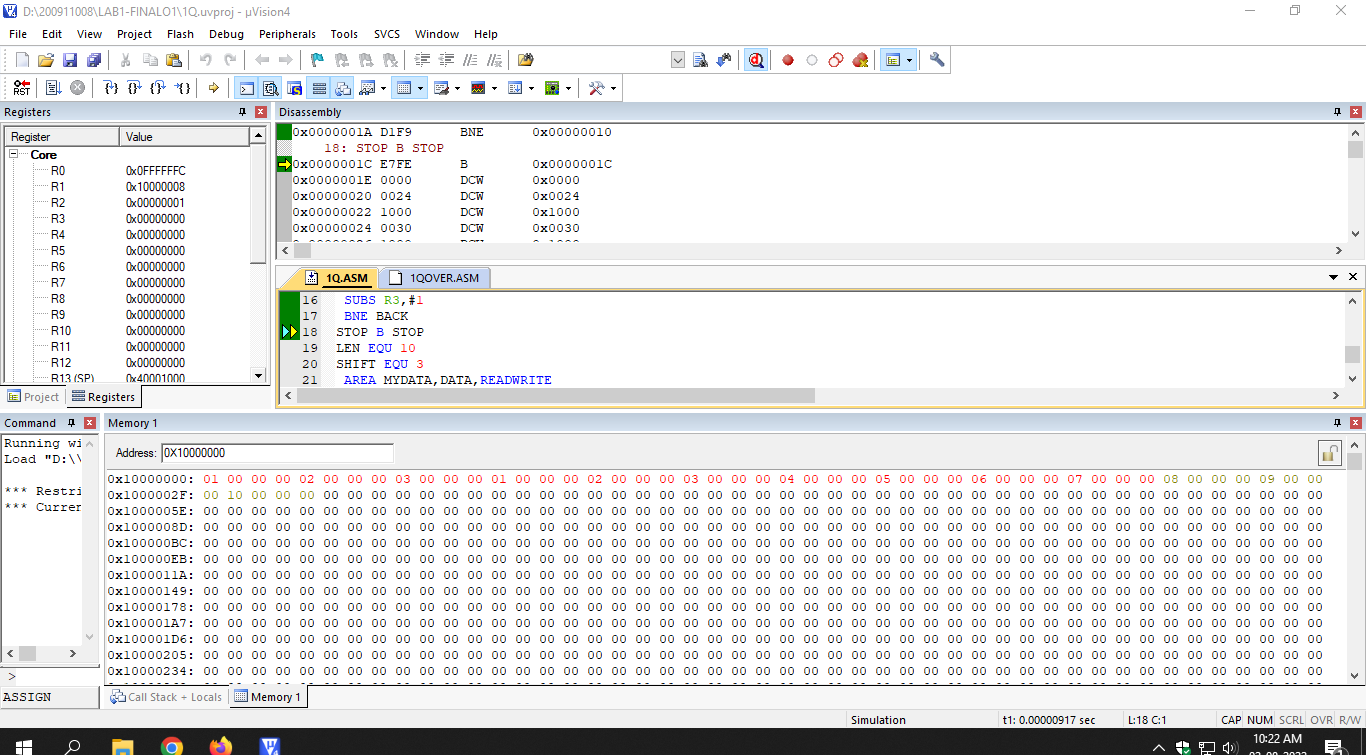 D:\200911008\LAB1-FINALO1\1Q.uvproj - µVision4
File Edit View Project Flash Debug Peripherals Tools SVCS Window Help
RST
Registers
Register Value
Core
R0 0x0FFFFFFC
R1 0x10000008
R2 0x00000001
R3 0x00000000
R4 0x00000000
R5 0x00000000
R6 0x00000000
R7 0x00000000
R8 0x00000000
R9 0x00000000
R10 0x00000000
R11 0x00000000
R12 0x00000000
R13 (SP) 0x40001000
Project Registers
Disassembly
0x0000001A D1F9 BNE 0x00000010
18: STOP B STOP
0x0000001C E7FE B 0x0000001C
0x0000001E 0000 DCW 0x0000
0x00000020 0024 DCW 0x0024
0x00000022 1000 DCW 0x1000
0x00000024 0030 DCW 0x0030
1Q.ASM 1QOVER.ASM
16 SUBS R3,#1
17 BNE BACK
18 STOP B STOP
19 LEN EQU 10
20 SHIFT EQU 3
21 AREA MYDATA,DATA,READWRITE
Command
Running wi
Load "D:\\
*** Restri
*** Curren
>
ASSIGN
Memory 1
Address: 0X10000000
0x10000000: 01 00 00 00 02 00 00 00 03 00 00 00 01 00 00 00 02 00 00 00 03 00 00 00 04 00 00 00 05 00 00 00 06 00 00 00 07 00 00 00 08 00 00 00 09 00 00
0x1000002F: 00 10 00 00 00 00 00 00 00 00 00 00 00 00 00 00 00 00 00 00 00 00 00 00 00 00 00 00 00 00 00 00 00 00 00 00 00 00 00 00 00 00 00 00 00 00 00
0x1000005E: 00 00 00 00 00 00 00 00 00 00 00 00 00 00 00 00 00 00 00 00 00 00 00 00 00 00 00 00 00 00 00 00 00 00 00 00 00 00 00 00 00 00 00 00 00 00 00
0x1000008D: 00 00 00 00 00 00 00 00 00 00 00 00 00 00 00 00 00 00 00 00 00 00 00 00 00 00 00 00 00 00 00 00 00 00 00 00 00 00 00 00 00 00 00 00 00 00 00
0x100000BC: 00 00 00 00 00 00 00 00 00 00 00 00 00 00 00 00 00 00 00 00 00 00 00 00 00 00 00 00 00 00 00 00 00 00 00 00 00 00 00 00 00 00 00 00 00 00 00
0x100000EB: 00 00 00 00 00 00 00 00 00 00 00 00 00 00 00 00 00 00 00 00 00 00 00 00 00 00 00 00 00 00 00 00 00 00 00 00 00 00 00 00 00 00 00 00 00 00 00
0x1000011A: 00 00 00 00 00 00 00 00 00 00 00 00 00 00 00 00 00 00 00 00 00 00 00 00 00 00 00 00 00 00 00 00 00 00 00 00 00 00 00 00 00 00 00 00 00 00 00
0x10000149: 00 00 00 00 00 00 00 00 00 00 00 00 00 00 00 00 00 00 00 00 00 00 00 00 00 00 00 00 00 00 00 00 00 00 00 00 00 00 00 00 00 00 00 00 00 00 00
0x10000178: 00 00 00 00 00 00 00 00 00 00 00 00 00 00 00 00 00 00 00 00 00 00 00 00 00 00 00 00 00 00 00 00 00 00 00 00 00 00 00 00 00 00 00 00 00 00 00
0x100001A7: 00 00 00 00 00 00 00 00 00 00 00 00 00 00 00 00 00 00 00 00 00 00 00 00 00 00 00 00 00 00 00 00 00 00 00 00 00 00 00 00 00 00 00 00 00 00 00
0x100001D6: 00 00 00 00 00 00 00 00 00 00 00 00 00 00 00 00 00 00 00 00 00 00 00 00 00 00 00 00 00 00 00 00 00 00 00 00 00 00 00 00 00 00 00 00 00 00 00
0x10000205: 00 00 00 00 00 00 00 00 00 00 00 00 00 00 00 00 00 00 00 00 00 00 00 00 00 00 00 00 00 00 00 00 00 00 00 00 00 00 00 00 00 00 00 00 00 00 00
0x10000234: 00 00 00 00 00 00 00 00 00 00 00 00 00 00 00 00 00 00 00 00 00 00 00 00 00 00 00 00 00 00 00 00 00 00 00 00 00 00 00 00 00 00 00 00 00 00 00
Call Stack + Locals Memory 1
Simulation t1: 0.00000917 sec L:18 C:1 CAP NUM SCRL OVR R/W
10:22 AM